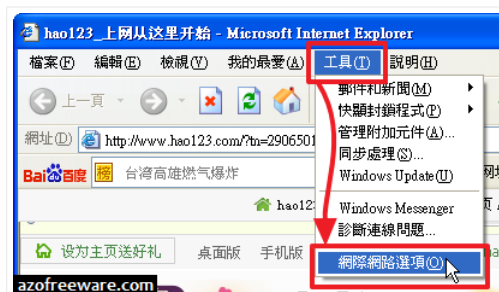 hao123_上网从这里开始 - Microsoft Internet Explorer
檔案(F) 編輯(E) 檢視(V) 我的最愛(A) 工具(T) 說明(H)
郵件和新聞(M)
上一頁
快顯封鎖程式(P)
管理附加元件(A)...
網址(D) http://www.hao123.com/?tn=2906501
同步處理(S)...
Bai百度 榜 台湾高雄燃气爆炸
Windows Update(U)
hao12
Windows Messenger
診斷連線問題...
设为主页送好礼 桌面版 手机版
網際網路選項(O)
azofreeware.com